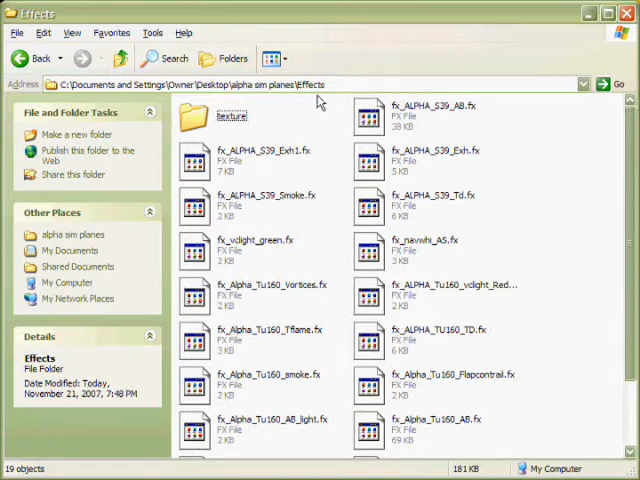 Effects
File Edit View Favorites Tools Help
Back Search Folders
Address C:\Documents and Settings\Owner\Desktop\alpha sim planes\Effects Go
File and Folder Tasks
Make a new folder
Publish this folder to the
Web
Share this folder
Other Places
alpha sim planes
My Documents
Shared Documents
My Computer
My Network Places
Details
Effects
File Folder
Date Modified: Today,
November 21, 2007, 7:48 PM
texture
fx_ALPHA_S39_AB.fx
FX File
38 KB
fx_ALPHA_S39_Exh1.fx
FX File
7 KB
fx_ALPHA_S39_Exh.fx
FX File
5 KB
fx_ALPHA_S39_Smoke.fx
FX File
2 KB
fx_ALPHA_S39_Td.fx
FX File
6 KB
fx_vclight_green.fx
FX File
2 KB
fx_navwhi_AS.fx
FX File
3 KB
fx_Alpha_Tu160_Vortices.fx
FX File
2 KB
fx_ALPHA_Tu160_vclight_Red...
FX File
2 KB
fx_Alpha_Tu160_Tflame.fx
FX File
3 KB
fx_ALPHA_TU160_TD.fx
FX File
6 KB
fx_Alpha_Tu160_smoke.fx
FX File
2 KB
fx_Alpha_Tu160_Flapcontrail.fx
FX File
2 KB
fx_Alpha_Tu160_AB_light.fx
FX File
2 KB
fx_Alpha_Tu160_AB.fx
FX File
69 KB
19 objects 181 KB My Computer